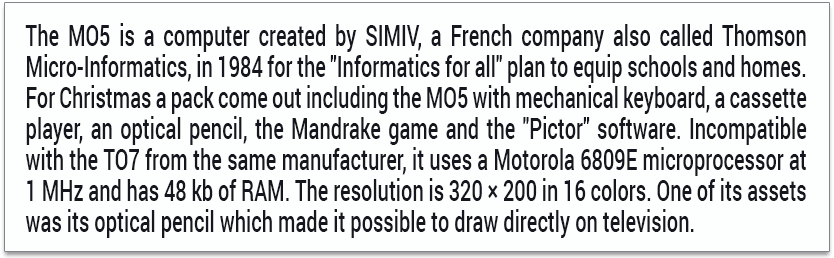 The MO5 is a computer created by SIMIV, a French company also called Thomson
Micro-Informatics, in 1984 for the "Informatics for all" plan to equip schools and homes.
For Christmas a pack come out including the MO5 with mechanical keyboard, a cassette
player, an optical pencil, the Mandrake game and the "Pictor" software. Incompatible
with the TO7 from the same manufacturer, it uses a Motorola 6809E microprocessor at
1 MHz and has 48 kb of RAM. The resolution is 320 × 200 in 16 colors. One of its assets
was its optical pencil which made it possible to draw directly on television.